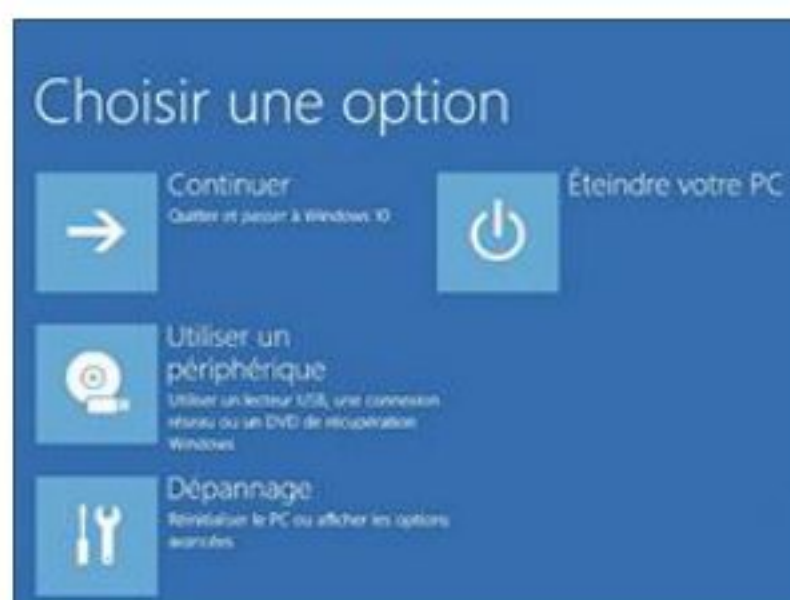 Choisir une option
Continuer
Quitter et passer à Windows 10
Éteindre votre PC
Utiliser un
périphérique
Utiliser un lecteur USB, une connexion
réseau ou un DVD de récupération
Windows
Dépannage
Réinitialiser le PC ou afficher les options
avancées